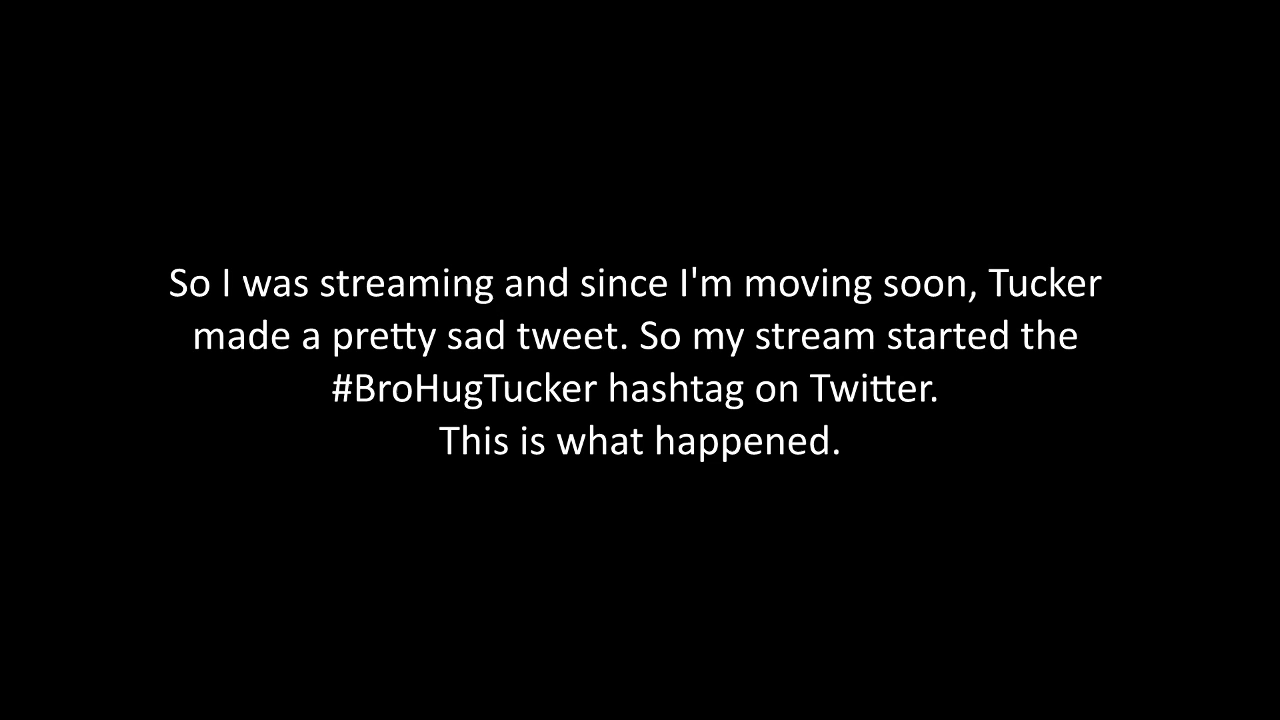 So I was streaming and since I'm moving soon, Tucker
made a pretty sad tweet. So my stream started the
#BroHugTucker hashtag on Twitter.
This is what happened.